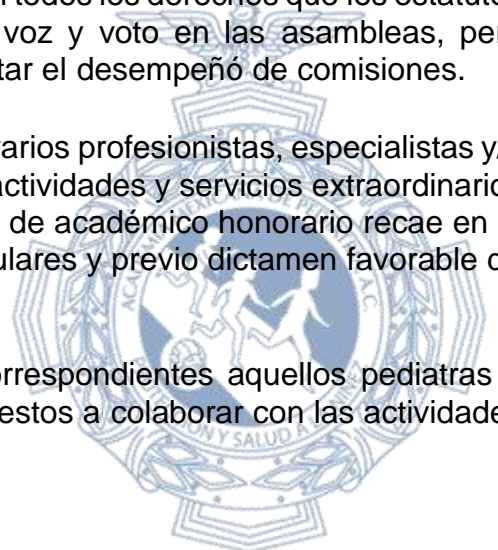 todos los derechos que los estatuto
voz y voto en las asambleas, per
tar el desempeñó de comisiones.
arios profesionistas, especialistas y/
actividades y servicios extraordinario
de académico honorario recae en
ulares y previo dictamen favorable d
orrespondientes aquellos pediatras
estos a colaborar con las actividade